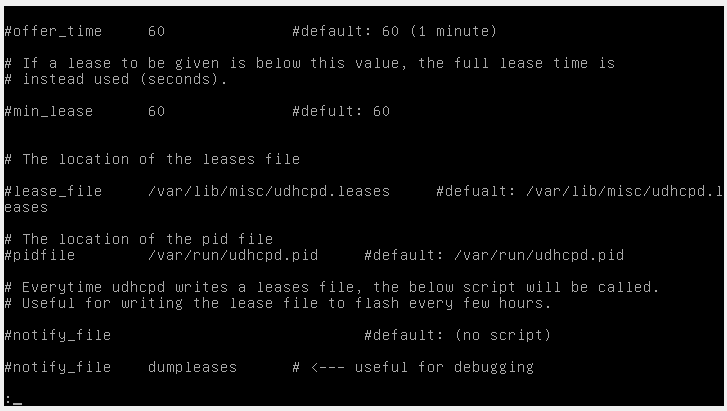 #offer_time     60              #default: 60 (1 minute)
# If a lease to be given is below this value, the full lease time is
# instead used (seconds).
#min_lease      60              #defult: 60
# The location of the leases file
#lease_file     /var/lib/misc/udhcpd.leases     #defualt: /var/lib/misc/udhcpd.l
eases
# The location of the pid file
#pidfile        /var/run/udhcpd.pid     #default: /var/run/udhcpd.pid
# Everytime udhcpd writes a leases file, the below script will be called.
# Useful for writing the lease file to flash every few hours.
#notify_file                            #default: (no script)
#notify_file    dumpleases      # <--- useful for debugging
:_